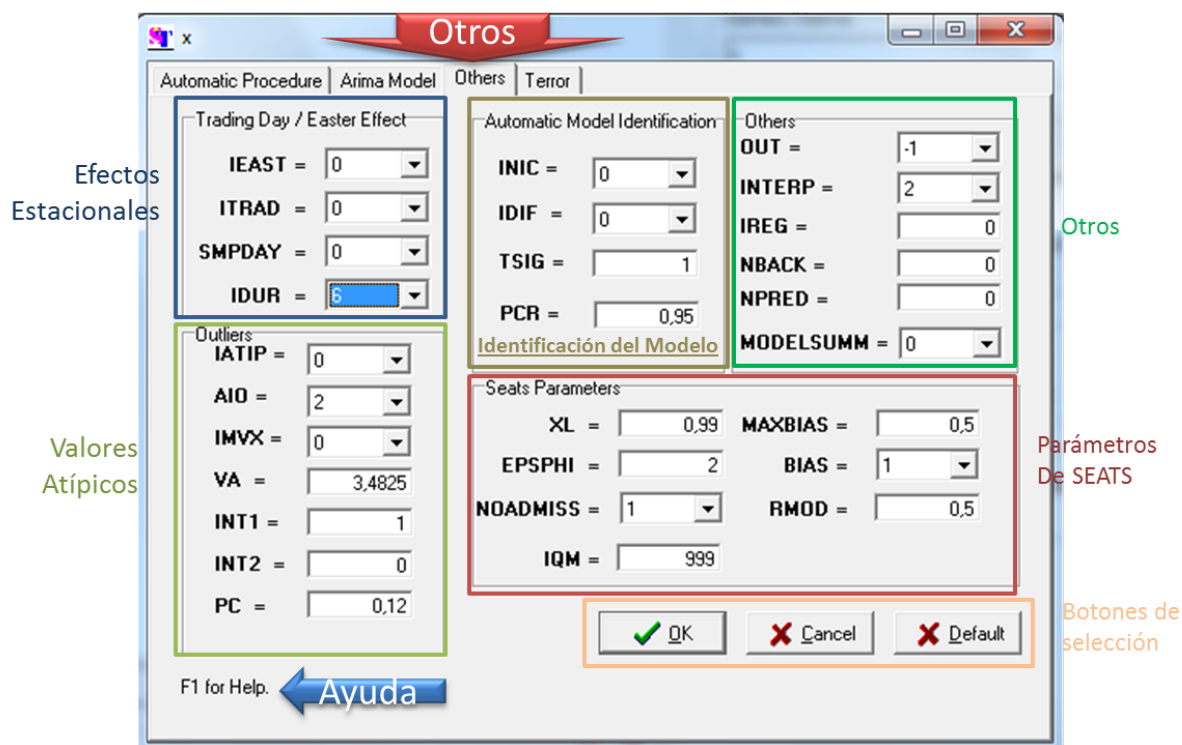 Otros
x
Automatic Procedure Arima Model Others Terror
Efectos
Estacionales
Trading Day / Easter Effect
IEAST = 0
ITRAD = 0
SMPDAY = 0
IDUR = 6
Valores
Atípicos
Outliers
IATIP = 0
AIO = 2
IMVX = 0
VA = 3,4825
INT1 = 1
INT2 = 0
PC = 0,12
Automatic Model Identification
INIC = 0
IDIF = 0
TSIG = 1
PCR = 0,95
Identificación del Modelo
Others
OUT = -1
INTERP = 2
IREG = 0
NBACK = 0
NPRED = 0
MODELSUMM = 0
Otros
Seats Parameters
XL = 0,99 MAXBIAS = 0,5
EPSPHI = 2 BIAS = 1
NOADMISS = 1 RMOD = 0,5
IQM = 999
Parámetros
De SEATS
OK Cancel Default
Botones de
selección
F1 for Help.
Ayuda